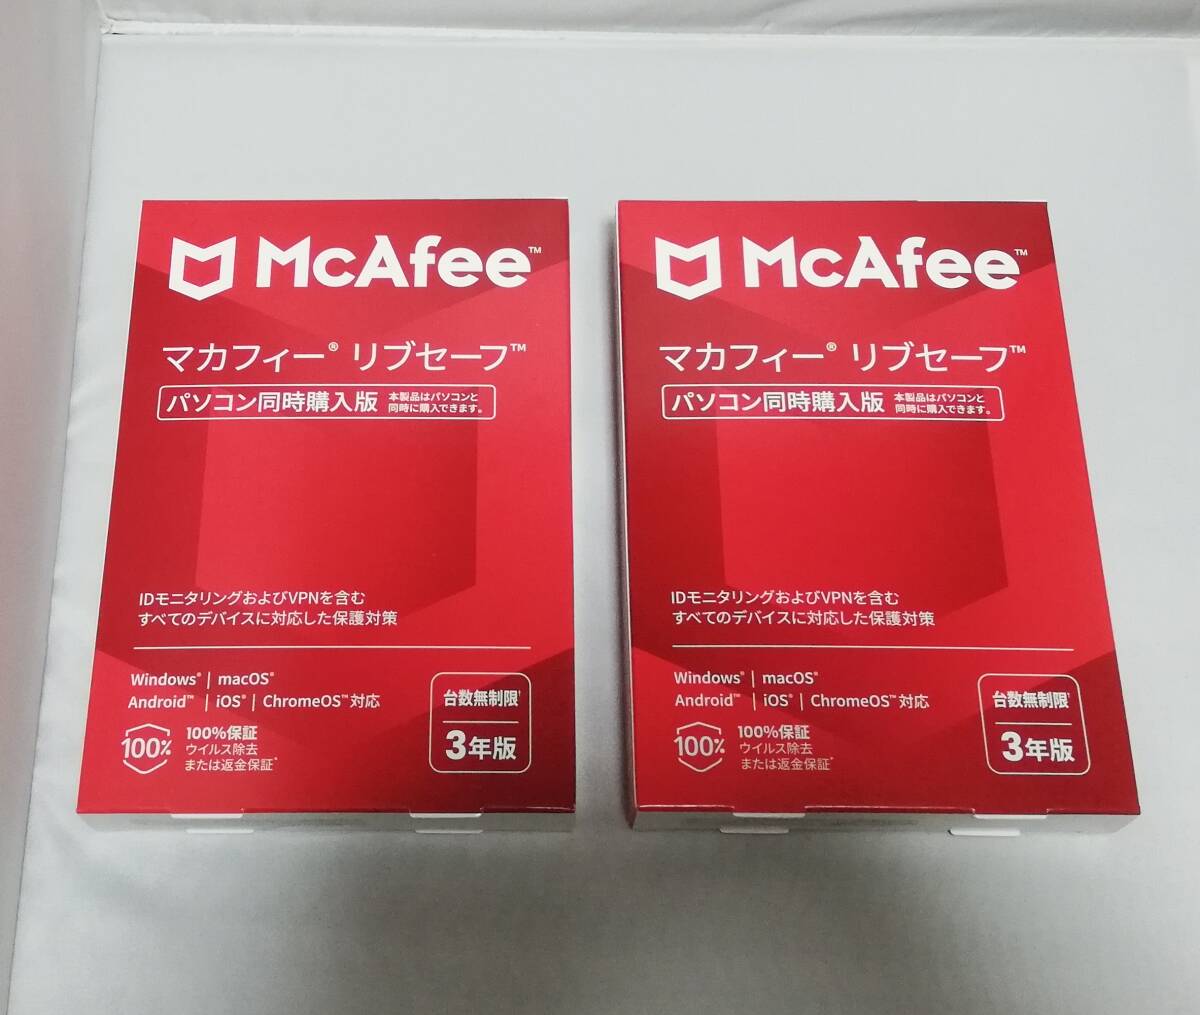 McAfee™
マカフィー® リブセーフ™
パソコン同時購入版 本製品はパソコンと
同時に購入できます。
IDモニタリングおよびVPNを含む
すべてのデバイスに対応した保護対策
Windows® | macOS®
Android™ | iOS® | ChromeOS™ 対応
100%
100%保証
ウイルス除去
または返金保証*
台数無制限†
3年版
McAfee™
マカフィー® リブセーフ™
パソコン同時購入版 本製品はパソコンと
同時に購入できます。
IDモニタリングおよびVPNを含む
すべてのデバイスに対応した保護対策
Windows® | macOS®
Android™ | iOS® | ChromeOS™ 対応
100%
100%保証
ウイルス除去
または返金保証*
台数無制限†
3年版